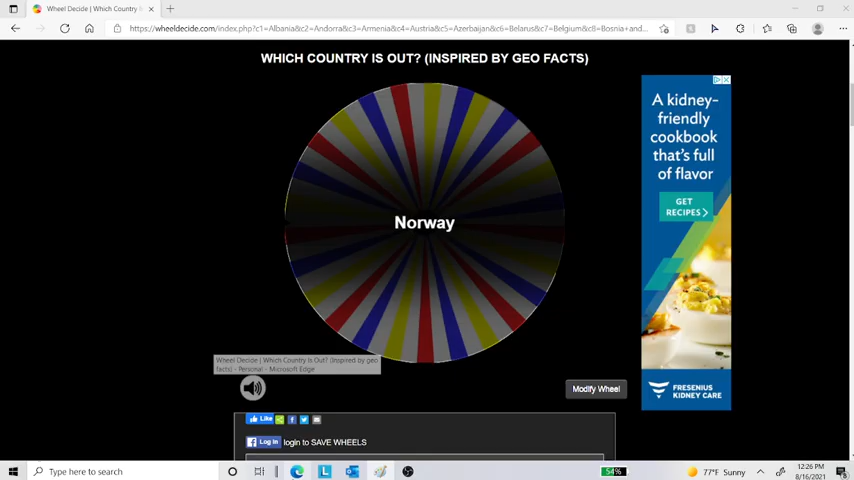 Wheel Decide | Which Country I
https://wheeldecide.com/index.php?c1=Albania&c2=Andorra&c3=Armenia&c4=Austria&c5=Azerbaijan&c6=Belarus&c7=Belgium&c8=Bosnia+and...
WHICH COUNTRY IS OUT? (INSPIRED BY GEO FACTS)
Norway
A kidney-
friendly
cookbook
that's full
of flavor
GET
RECIPES
FRESENIUS
KIDNEY CARE
Wheel Decide | Which Country Is Out? (Inspired by geo
facts) - Personal - Microsoft Edge
Modify Wheel
Like
Log In login to SAVE WHEELS
Type here to search
54%
77°F Sunny
12:26 PM
8/16/2021